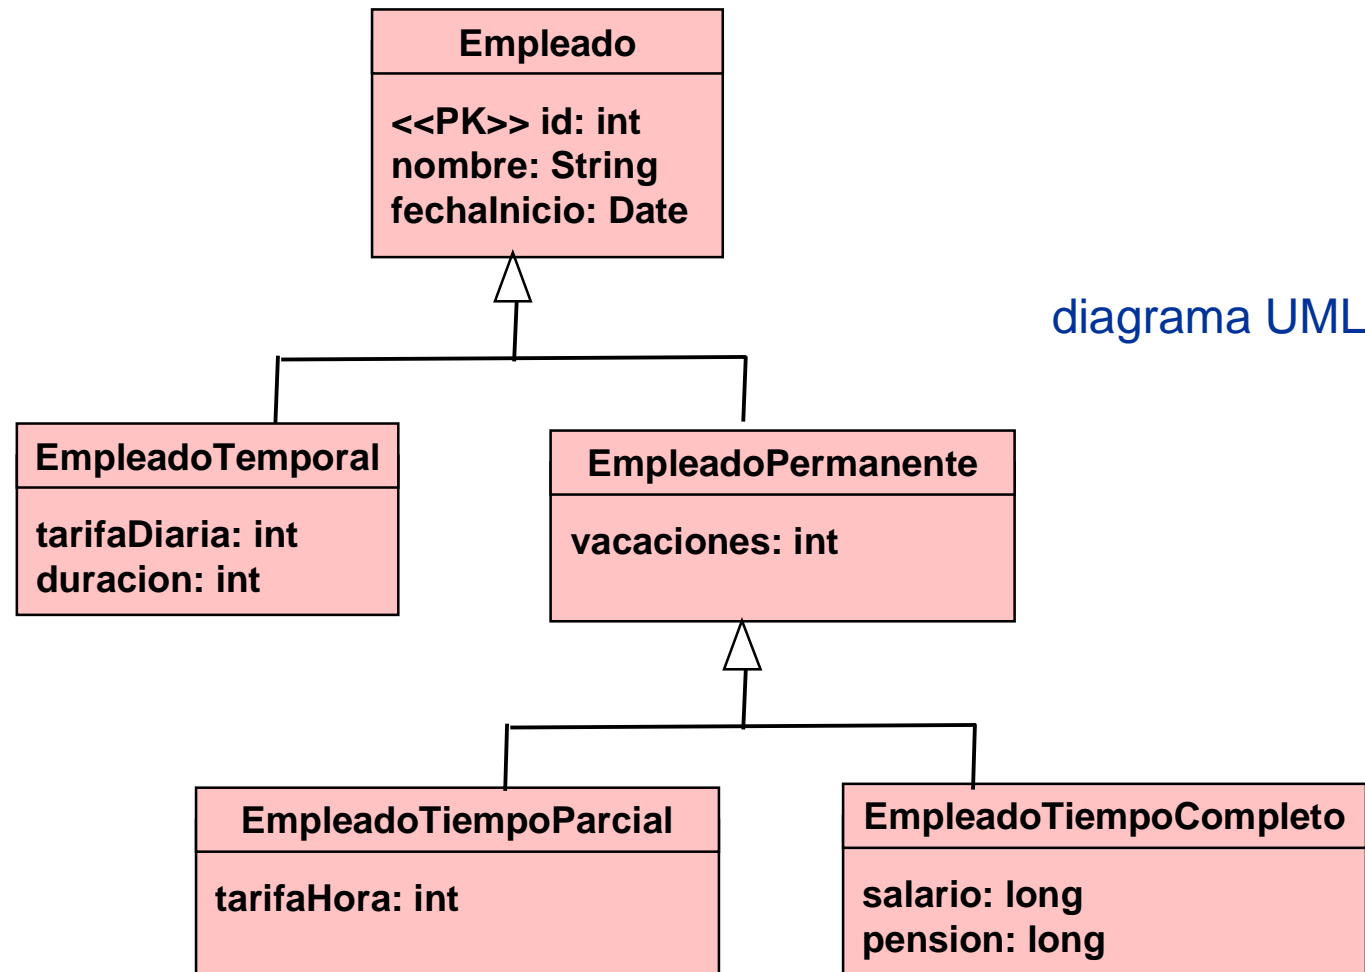 Empleado
<<PK>> id: int
nombre: String
fechaInicio: Date
diagrama UML
EmpleadoTemporal
tarifaDiaria: int
duracion: int
EmpleadoPermanente
vacaciones: int
EmpleadoTiempoParcial
tarifaHora: int
EmpleadoTiempoCompleto
salario: long
pension: long